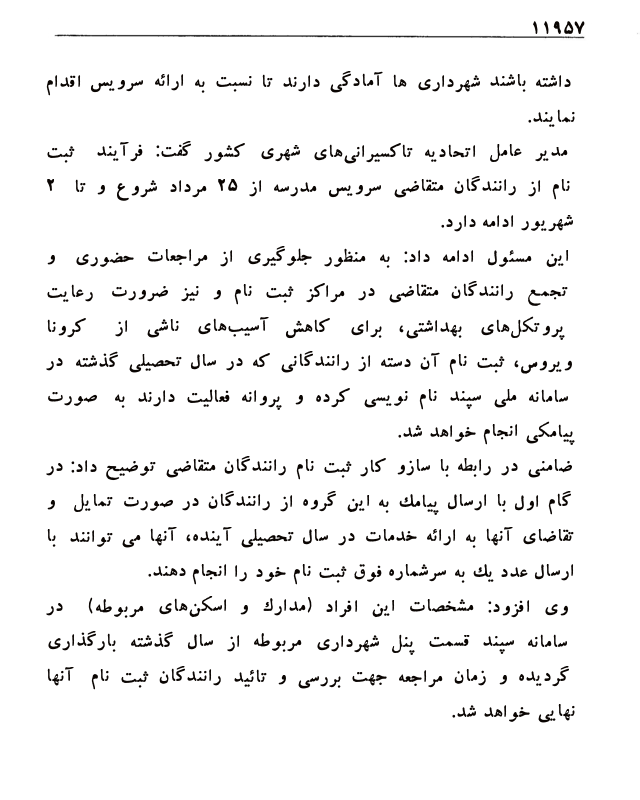 ۱۱۹۵۷
داشته باشند شهرداری ها آمادگی دارند تا نسبت به ارائه سرویس اقدام
نمایند.
مدیر عامل اتحادیه تاکسیرانی‌های شهری کشور گفت: فرآیند ثبت
نام از رانندگان متقاضی سرویس مدرسه از ۲۵ مرداد شروع و تا ۲
شهریور ادامه دارد.
این مسئول ادامه داد: به منظور جلوگیری از مراجعات حضوری و
تجمع رانندگان متقاضی در مراکز ثبت نام و نیز ضرورت رعایت
پروتکل‌های بهداشتی، برای کاهش آسیب‌های ناشی از کرونا
ویروس، ثبت نام آن دسته از رانندگانی که در سال تحصیلی گذشته در
سامانه ملی سپند نام نویسی کرده و پروانه فعالیت دارند به صورت
پیامکی انجام خواهد شد.
ضامنی در رابطه با سازو کار ثبت نام رانندگان متقاضی توضیح داد: در
گام اول با ارسال پیامك به این گروه از رانندگان در صورت تمایل و
تقاضای آنها به ارائه خدمات در سال تحصیلی آینده، آنها می توانند با
ارسال عدد یك به سرشماره فوق ثبت نام خود را انجام دهند.
وی افزود: مشخصات این افراد (مدارك و اسکن‌های مربوطه) در
سامانه سپند قسمت پنل شهرداری مربوطه از سال گذشته بارگذاری
گردیده و زمان مراجعه جهت بررسی و تائید رانندگان ثبت نام آنها
نهایی خواهد شد.